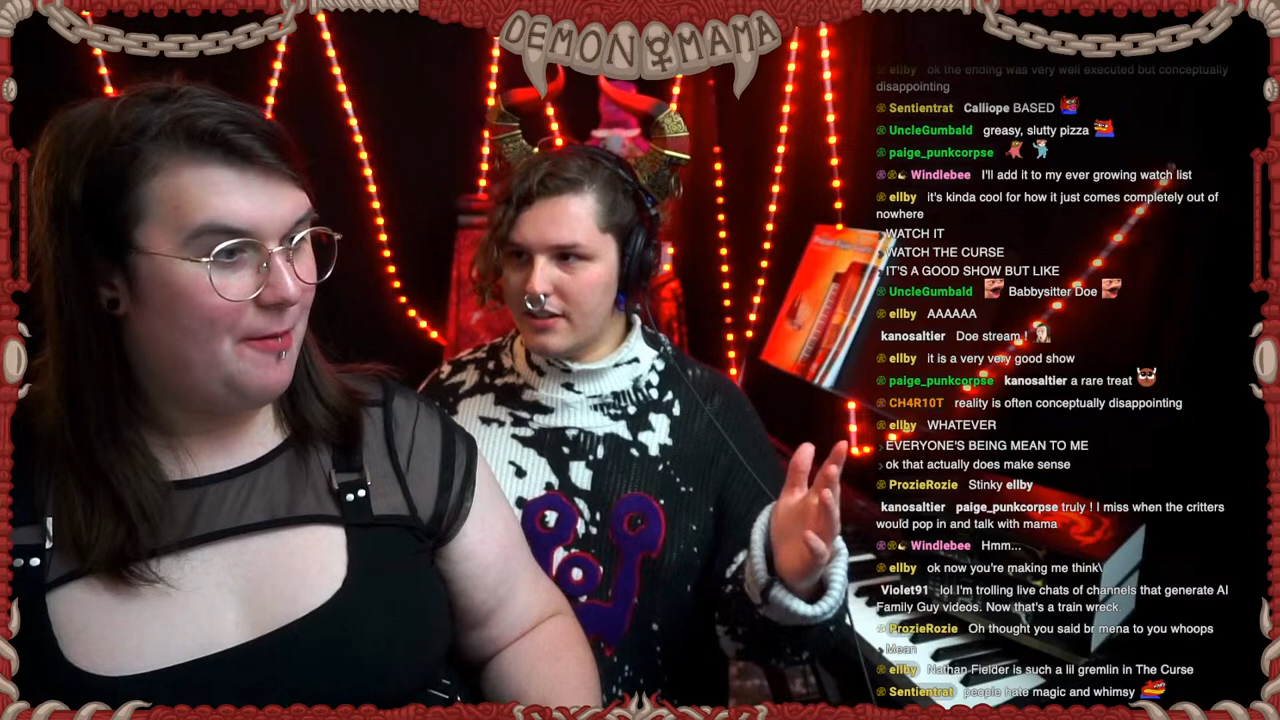 DEMON MAMA
ellby ok the ending was very well executed but conceptually
disappointing
Sentientrat Calliope BASED
UncleGumbald greasy, slutty pizza
paige_punkcorpse
Windlebee I'll add it to my ever growing watch list
ellby it's kinda cool for how it just comes completely out of
nowhere
WATCH IT
WATCH THE CURSE
IT'S A GOOD SHOW BUT LIKE
UncleGumbald Babbysitter Doe
ellby AAAAAA
kanosaltier Doe stream !
ellby it is a very very good show
paige_punkcorpse kanosaltier a rare treat
CH4R10T reality is often conceptually disappointing
ellby WHATEVER
EVERYONE'S BEING MEAN TO ME
ok that actually does make sense
ProzieRozie Stinky ellby
kanosaltier paige_punkcorpse truly ! I miss when the critters
would pop in and talk with mama
Windlebee Hmm...
ellby ok now you're making me think\
Violet91 lol I'm trolling live chats of channels that generate AI
Family Guy videos. Now that's a train wreck.
ProzieRozie Oh thought you said br mena to you whoops
Mean
ellby Nathan Fielder is such a lil gremlin in The Curse
Sentientrat people hate magic and whimsy